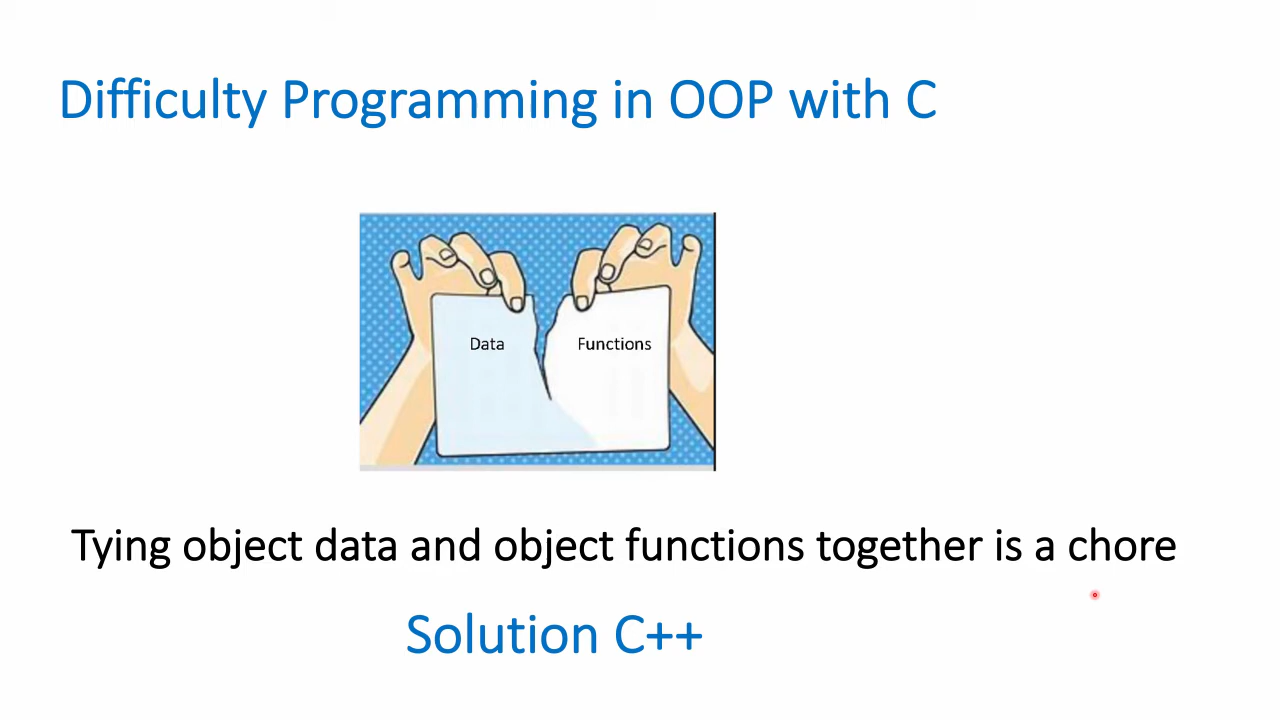 Difficulty Programming in OOP with C
Data
Functions
Tying object data and object functions together is a chore
Solution C++